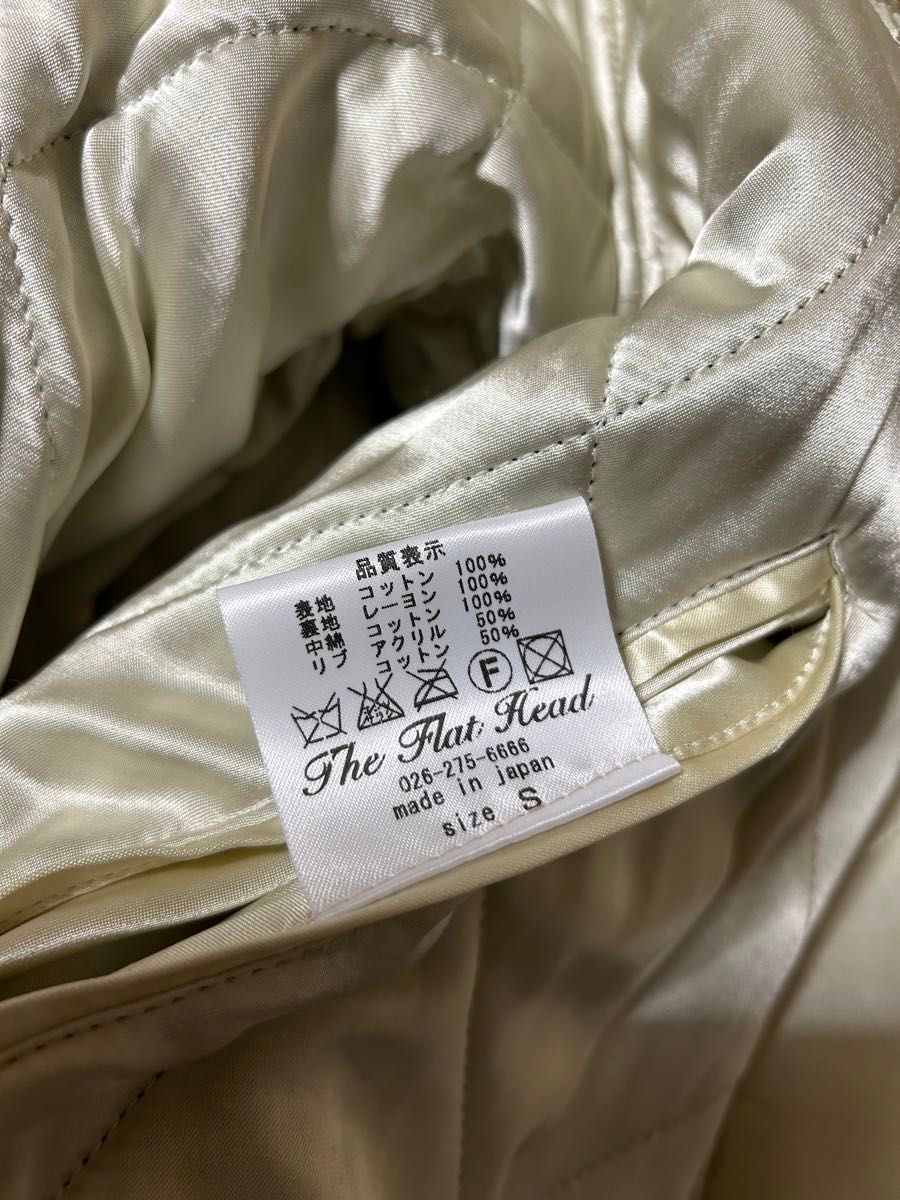 品質表示
表地 コットン 100%
裏地 レーヨン 100%
中綿 コットン 100%
リブ アクリル 50%
コットン 50%
F
The Flat Head
026-275-6666
made in japan
size S